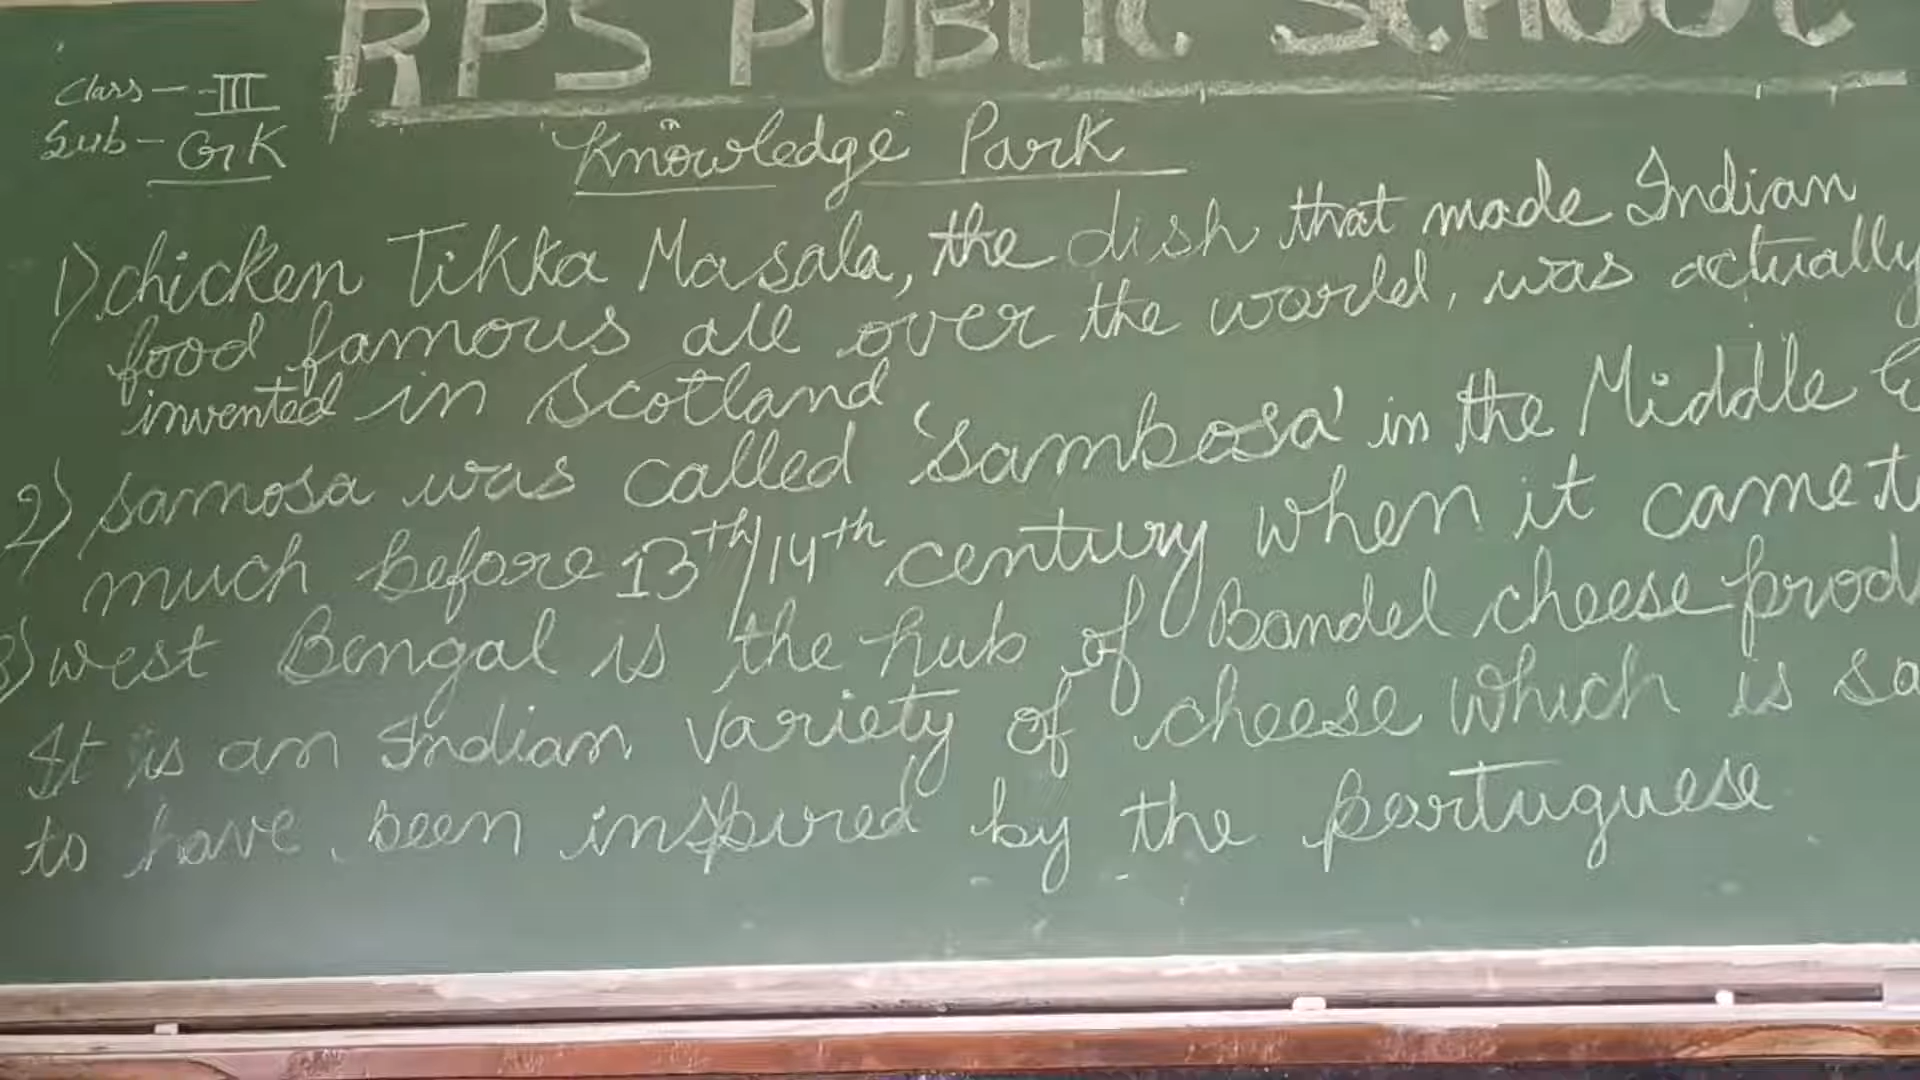 RPS PUBLIC SCHOOL
Class - III
Sub - GK
Knowledge Park
1) chicken Tikka Masala, the dish that made Indian
food famous all over the world, was actually
invented in Scotland
2) samosa was called 'sambosa' in the Middle E
much before 13th/14th century when it came t
3) west Bengal is the hub of Bandel cheese prod
It is an Indian variety of cheese which is sa
to have been inspired by the portuguese